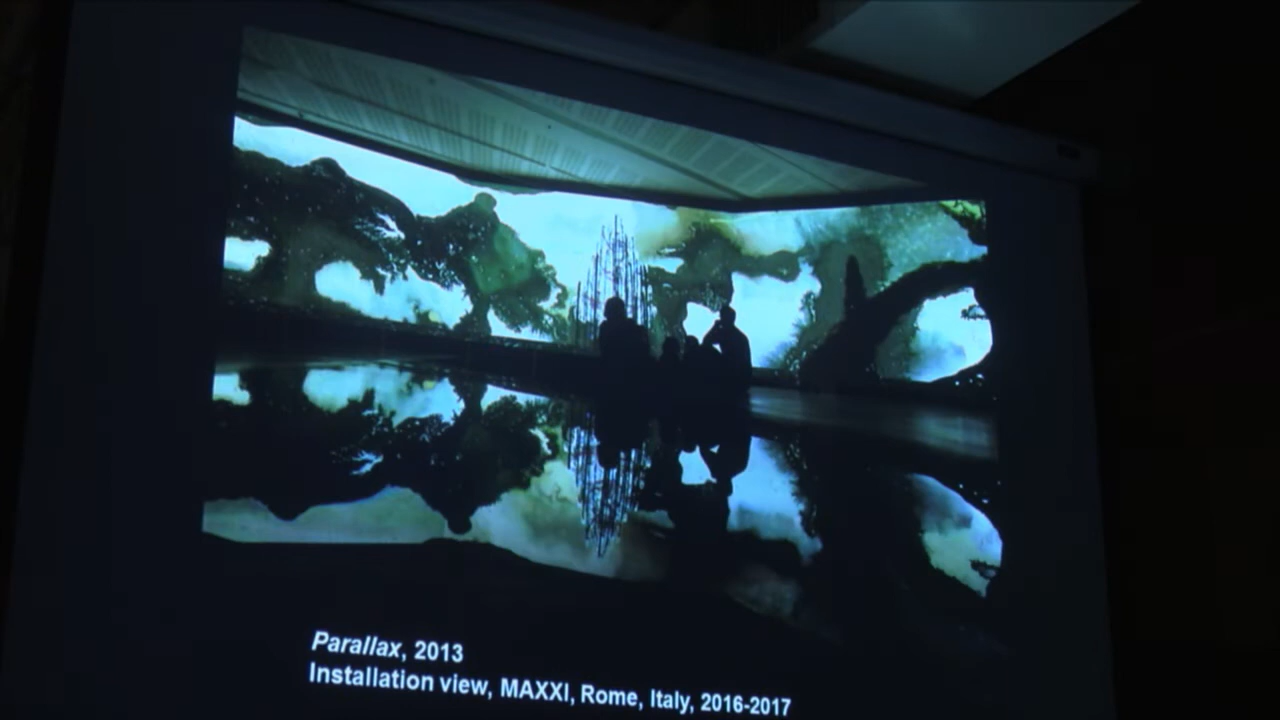 Parallax, 2013
Installation view, MAXXI, Rome, Italy, 2016-2017